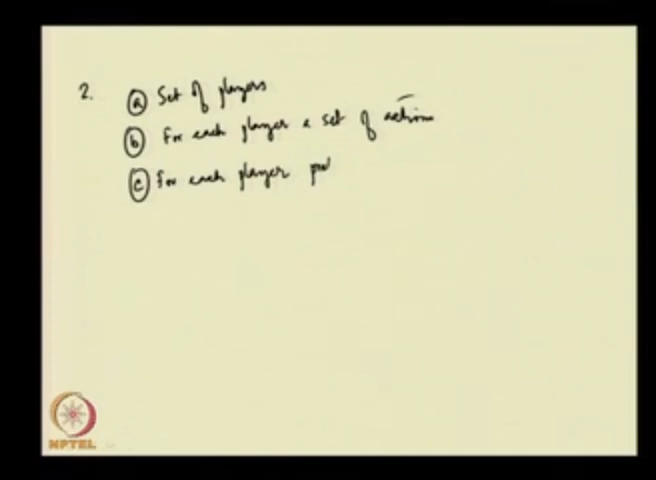 2. (a) Set of players
(b) For each player a set of actions
(c) For each player
NPTEL